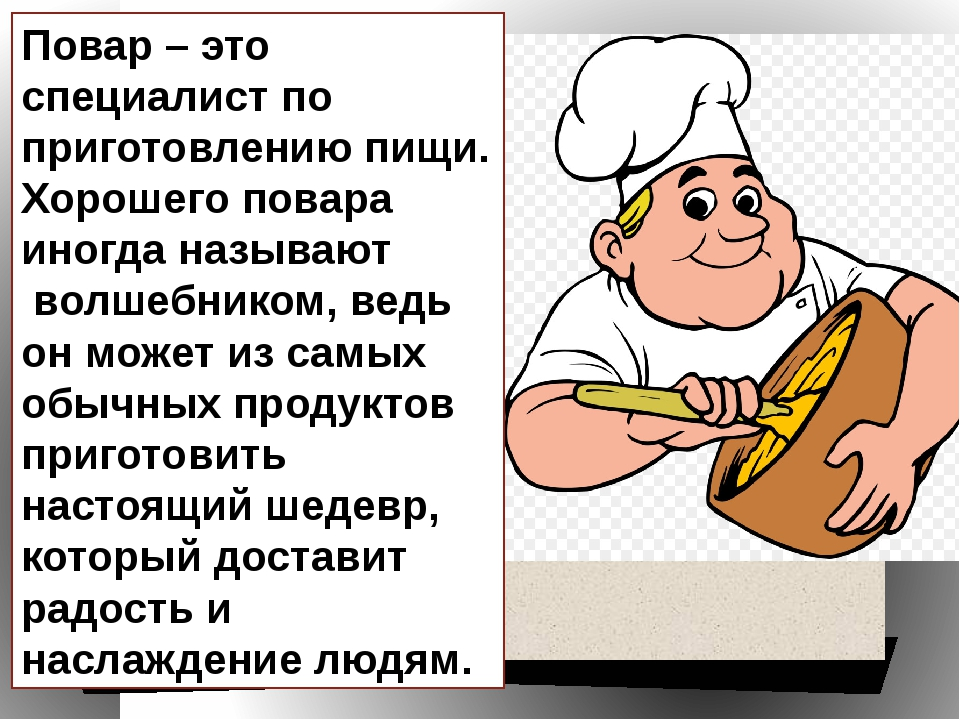 Повар – это
специалист по
приготовлению пищи.
Хорошего повара
иногда называют
волшебником, ведь
он может из самых
обычных продуктов
приготовить
настоящий шедевр,
который доставит
радость и
наслаждение людям.